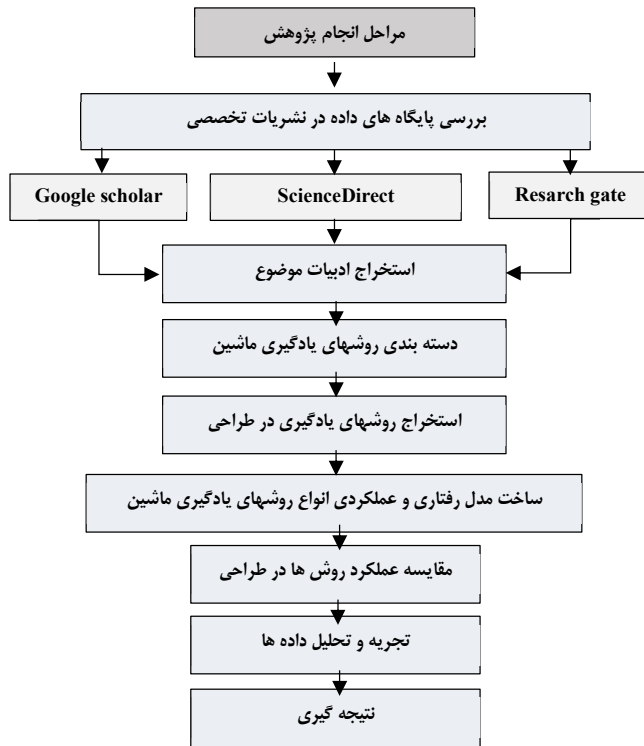 مراحل انجام پژوهش
بررسی پایگاه های داده در نشریات تخصصی
Google scholar
ScienceDirect
Resarch gate
استخراج ادبیات موضوع
دسته بندی روشهای یادگیری ماشین
استخراج روشهای یادگیری در طراحی
ساخت مدل رفتاری و عملکردی انواع روشهای یادگیری ماشین
مقایسه عملکرد روش ها در طراحی
تجریه و تحلیل داده ها
نتیجه گیری